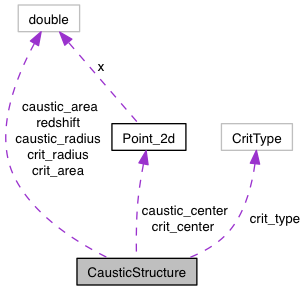 double
x
caustic_area
redshift
caustic_radius
crit_radius
crit_area
Point_2d
CritType
caustic_center
crit_center
crit_type
CausticStructure